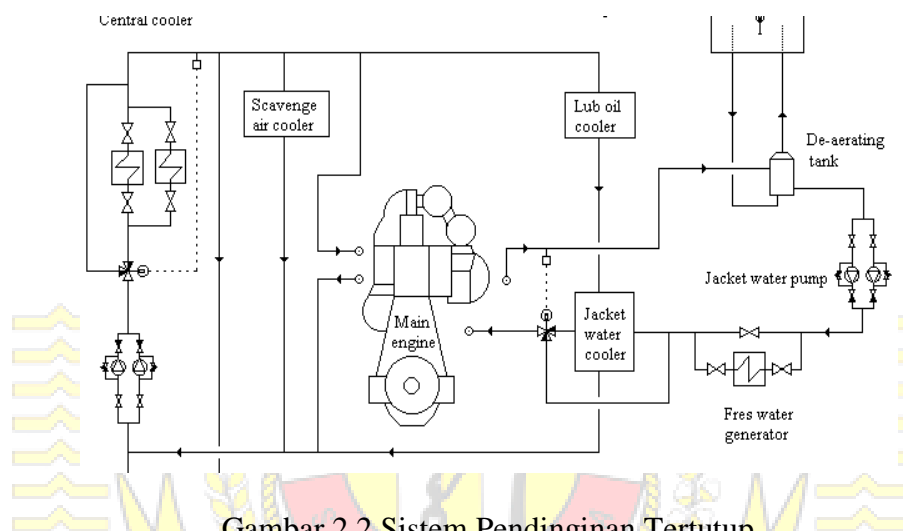 Central cooler
Scavenge
air cooler
Lub oil
cooler
De-aerating
tank
Jacket water pump
Main
engine
Jacket
water
cooler
Fres water
generator
Gambar 2.2 Sistem Pendinginan Tertutup